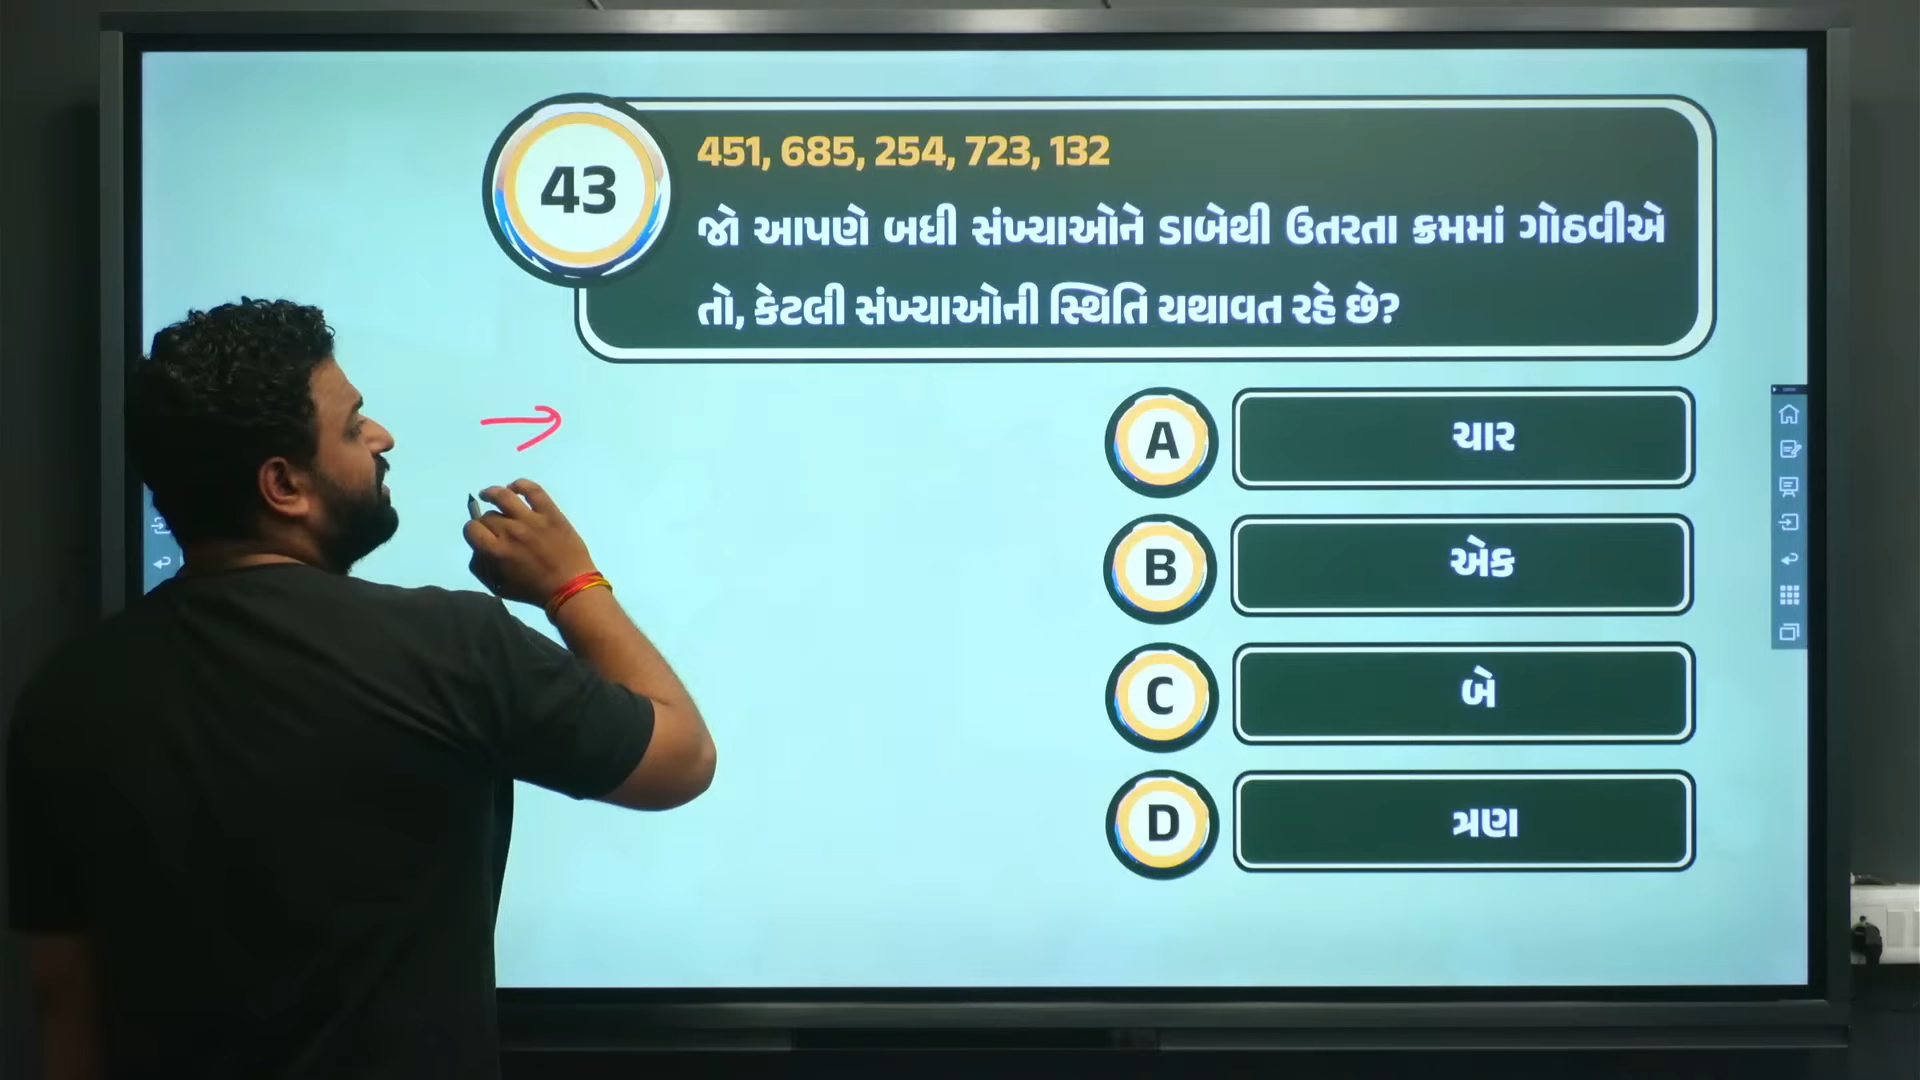 43
451, 685, 254, 723, 132
જો આપણે બધી સંખ્યાઓને ડાબેથી ઉતરતા ક્રમમાં ગોઠવીએ
તો, કેટલી સંખ્યાઓની સ્થિતિ યથાવત રહે છે?
A ચાર
B એક
C બે
D ત્રણ